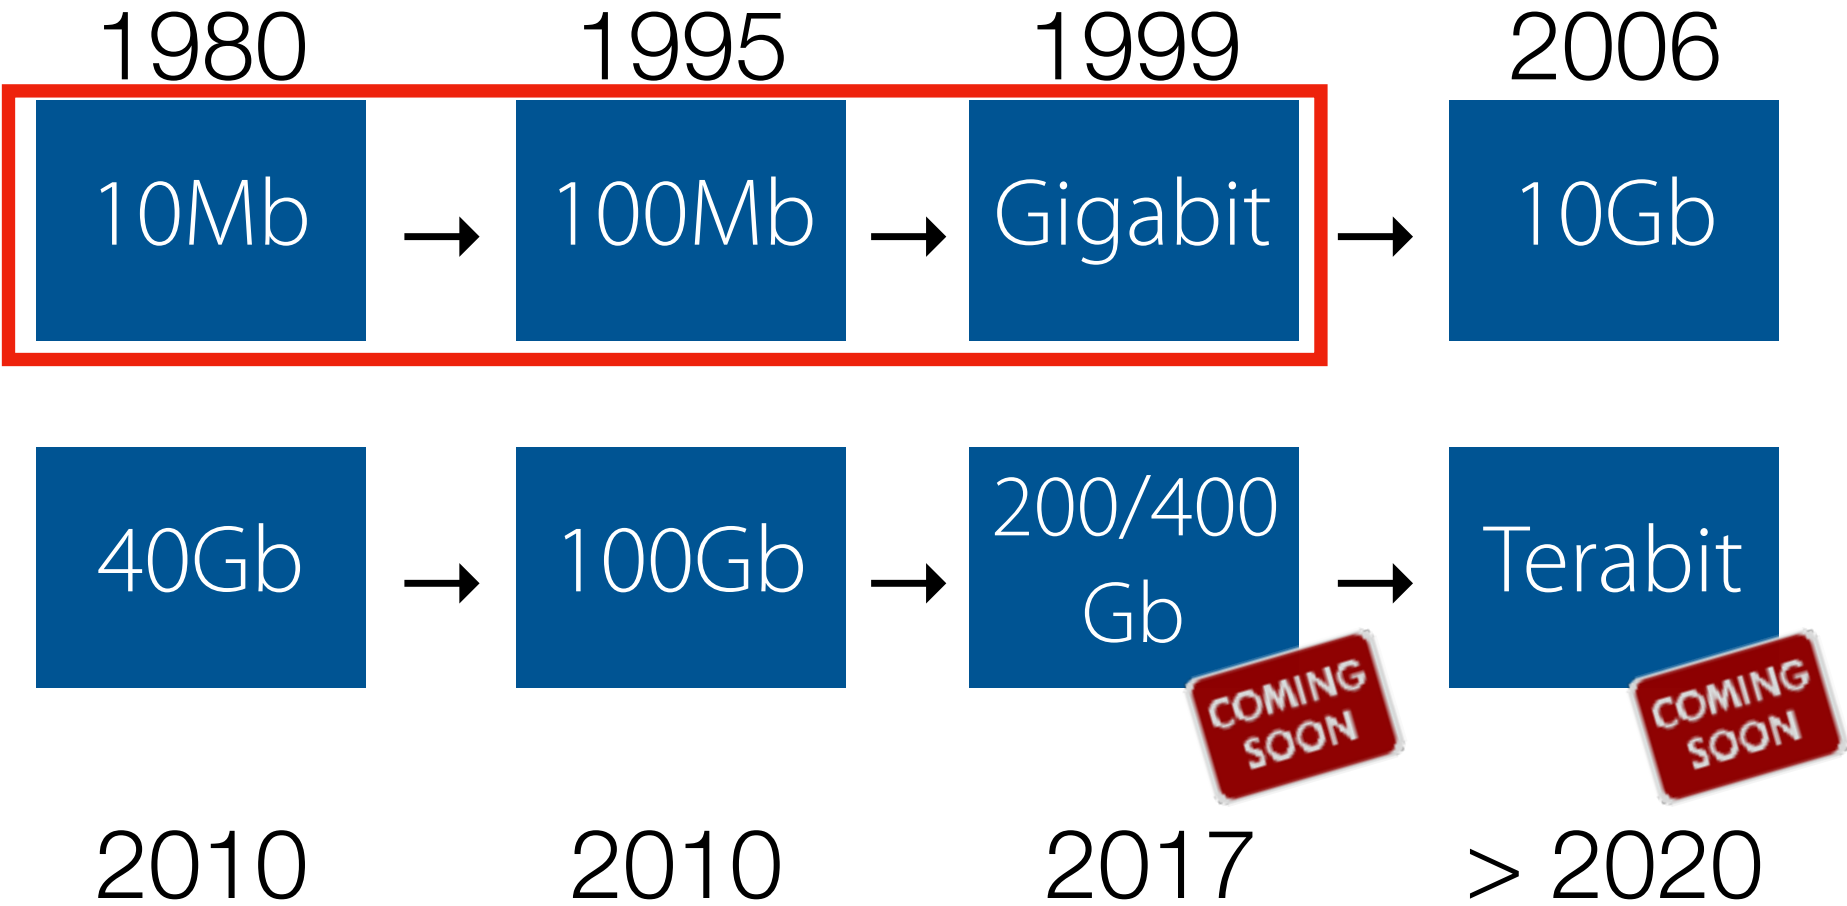 1980 1995 1999 2006
10Mb 100Mb Gigabit 10Gb
40Gb 100Gb 200/400 Terabit
Gb
COMING COMING
SOON SOON
2010 2010 2017 > 2020